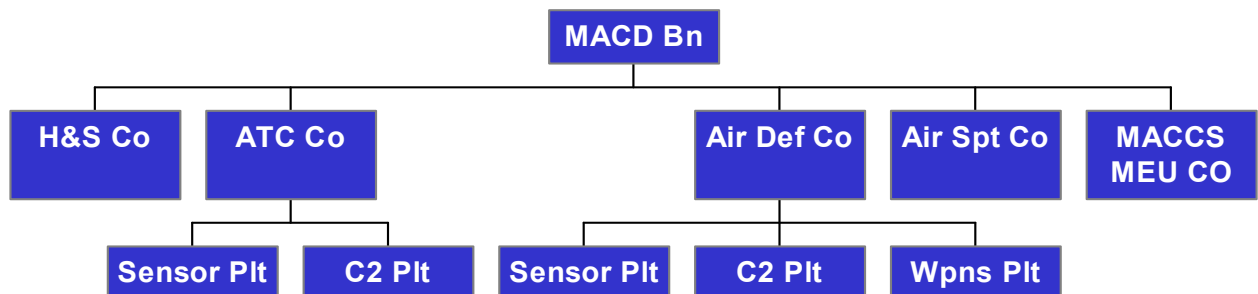 MACD Bn
H&S Co
ATC Co
Air Def Co
Air Spt Co
MACCS
MEU CO
Sensor Plt
C2 Plt
Sensor Plt
C2 Plt
Wpns Plt